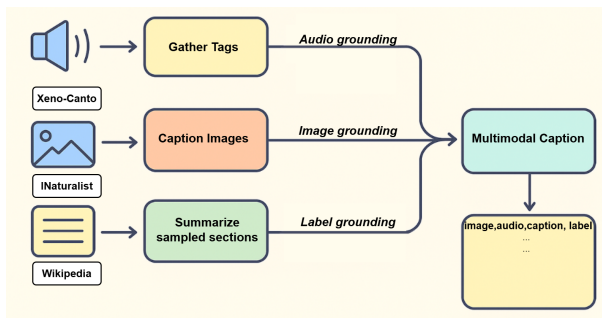 Gather Tags
Audio grounding
Xeno-Canto
Caption Images
Image grounding
Multimodal Caption
INaturalist
Summarize
sampled sections
Label grounding
image,audio,caption, label
...
...
Wikipedia